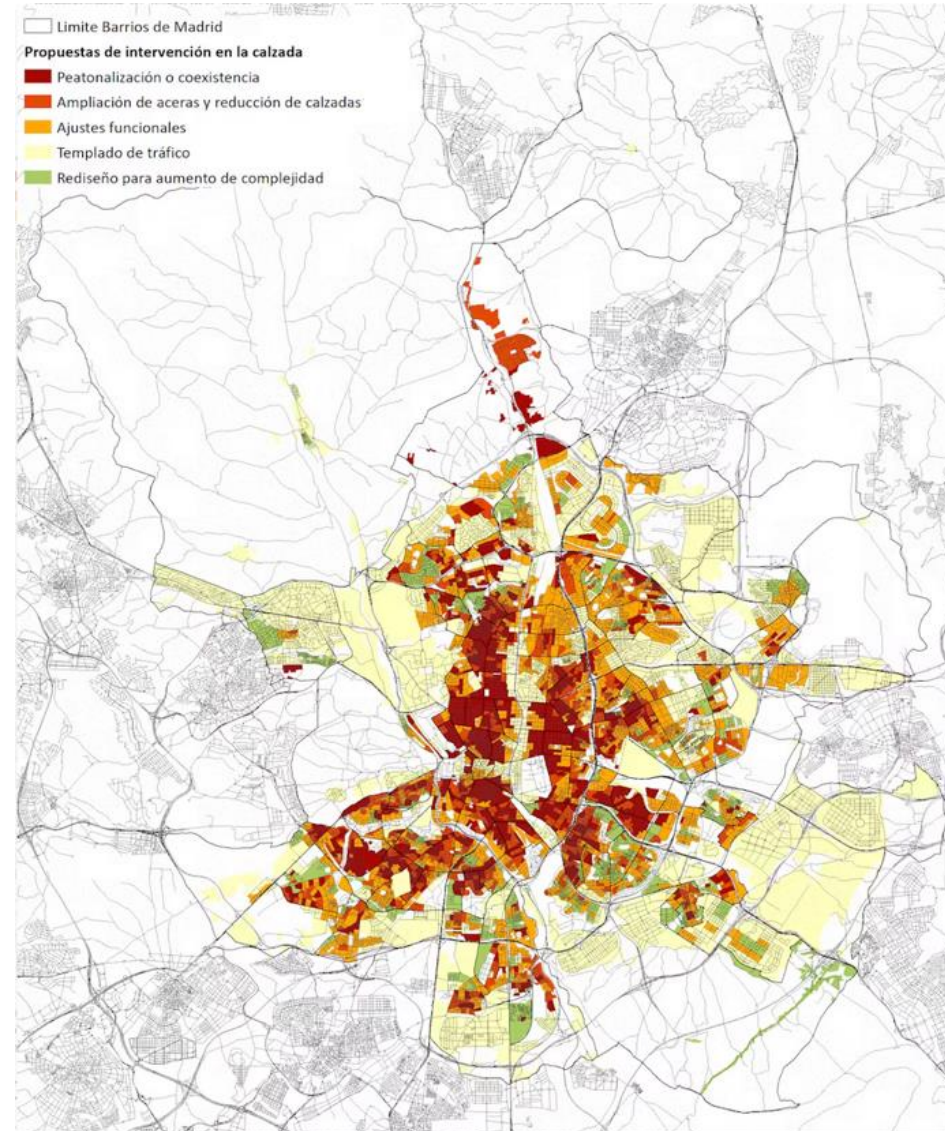 Limite Barrios de Madrid
Propuestas de intervención en la calzada
Peatonalización o coexistencia
Ampliación de aceras y reducción de calzadas
Ajustes funcionales
Templado de tráfico
Rediseño para aumento de complejidad